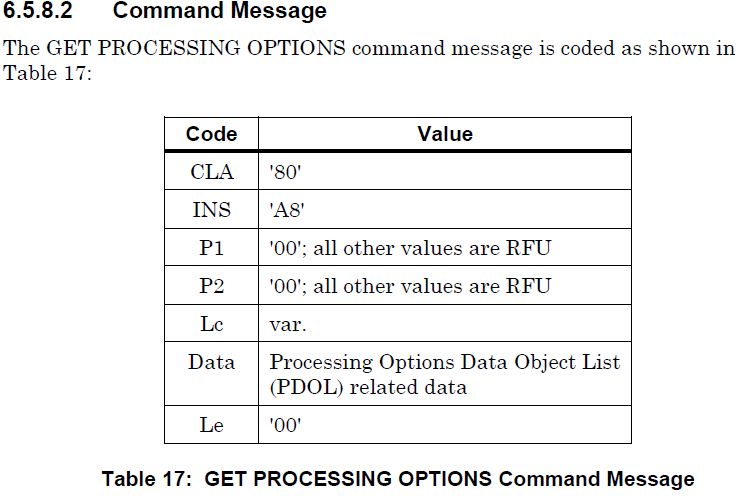 6.5.8.2 Command Message
The GET PROCESSING OPTIONS command message is coded as shown in
Table 17:
Code Value
CLA '80'
INS 'A8'
P1 '00'; all other values are RFU
P2 '00'; all other values are RFU
Lc var.
Data Processing Options Data Object List
(PDOL) related data
Le '00'
Table 17: GET PROCESSING OPTIONS Command Message